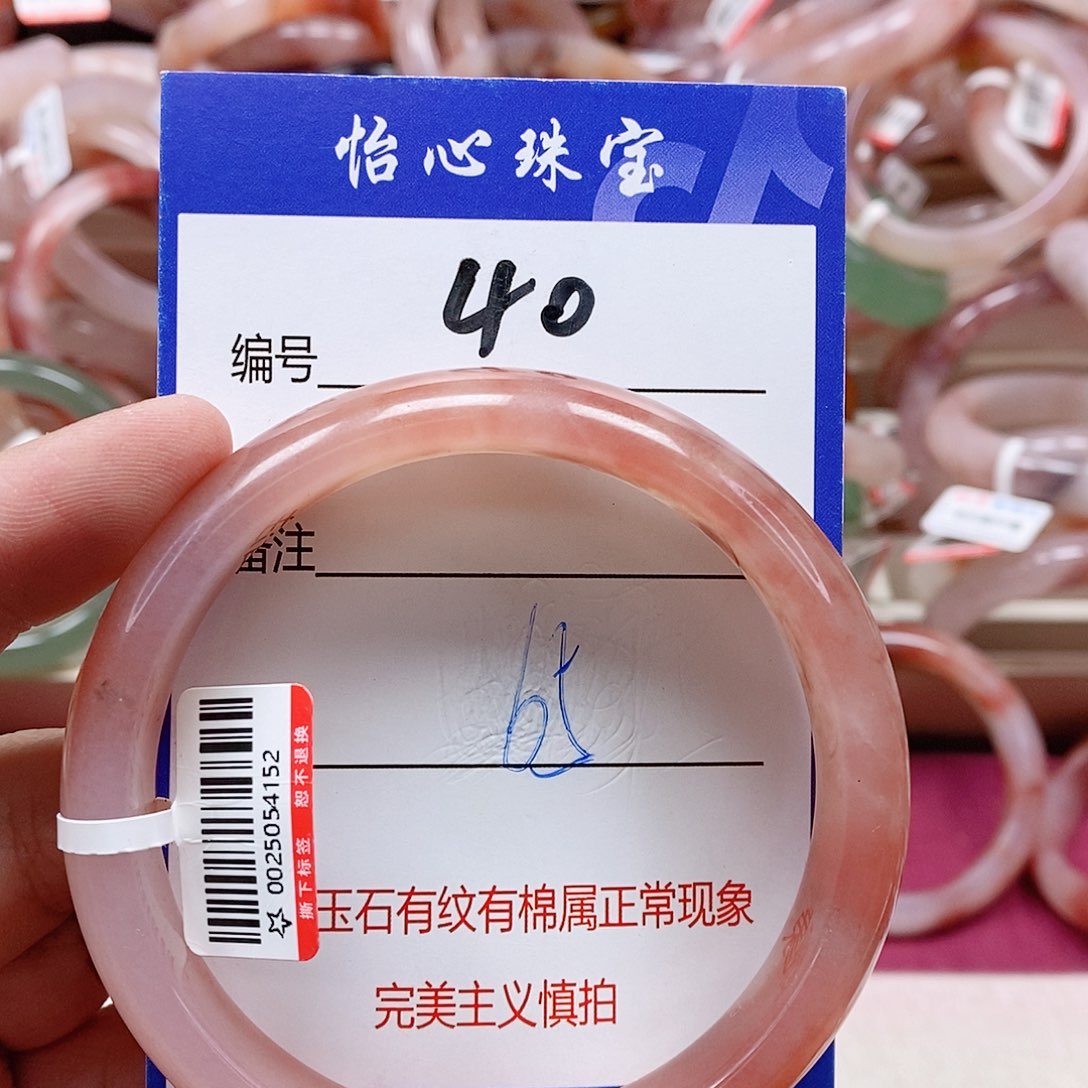 怡心珠宝
编号 40
备注
0025054152
撕下标签 恕不退换
玉石有纹有棉属正常现象
完美主义慎拍